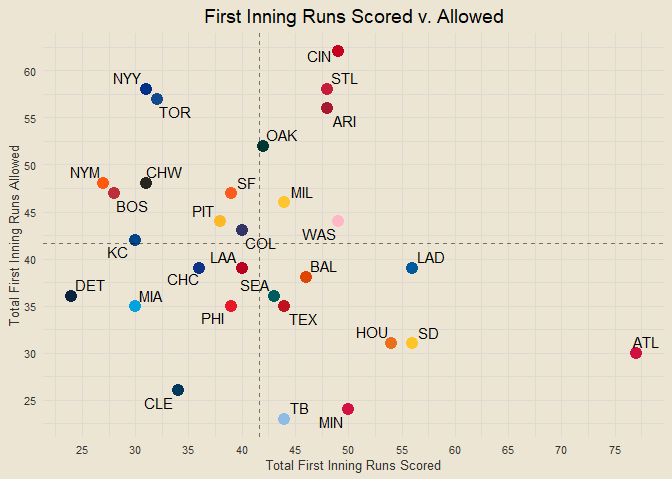 First Inning Runs Scored v. Allowed
CIN
NYY
STL
TOR
ARI
OAK
NYM
CHW
SF
MIL
BOS
PIT
WAS
COL
KC
LAA
LAD
CHC
SEA
BAL
DET
MIA
PHI
TEX
HOU
SD
ATL
CLE
TB
MIN
Total First Inning Runs Allowed
60
55
50
45
40
35
30
25
25
30
35
40
45
50
55
60
65
70
75
Total First Inning Runs Scored